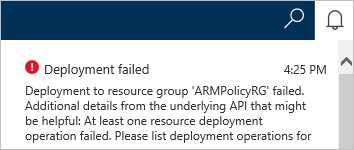 Deployment failed 4:25 PM
Deployment to resource group 'ARMPolicyRG' failed.
Additional details from the underlying API that might
be helpful: At least one resource deployment
operation failed. Please list deployment operations for